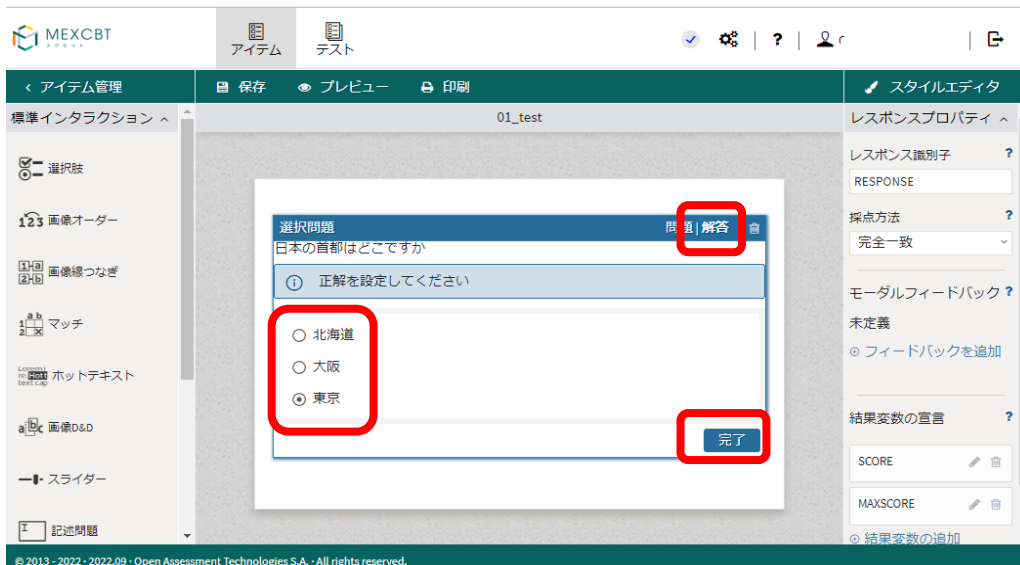 MEXCBT
メクビット
アイテム
テスト
?
アイテム管理
保存
プレビュー
印刷
スタイルエディタ
標準インタラクション
01_test
レスポンスプロパティ
選択肢
123 画像オーダー
画像線つなぎ
マッチ
ホットテキスト
画像D&D
スライダー
記述問題
選択問題
問題 | 解答
日本の首都はどこですか
正解を設定してください
北海道
大阪
東京
完了
レスポンス識別子 ?
RESPONSE
採点方法 ?
完全一致
モーダルフィードバック ?
未定義
フィードバックを追加
結果変数の宣言 ?
SCORE
MAXSCORE
結果変数の追加
© 2013 - 2022 · 2022.09 · Open Assessment Technologies S.A. · All rights reserved.